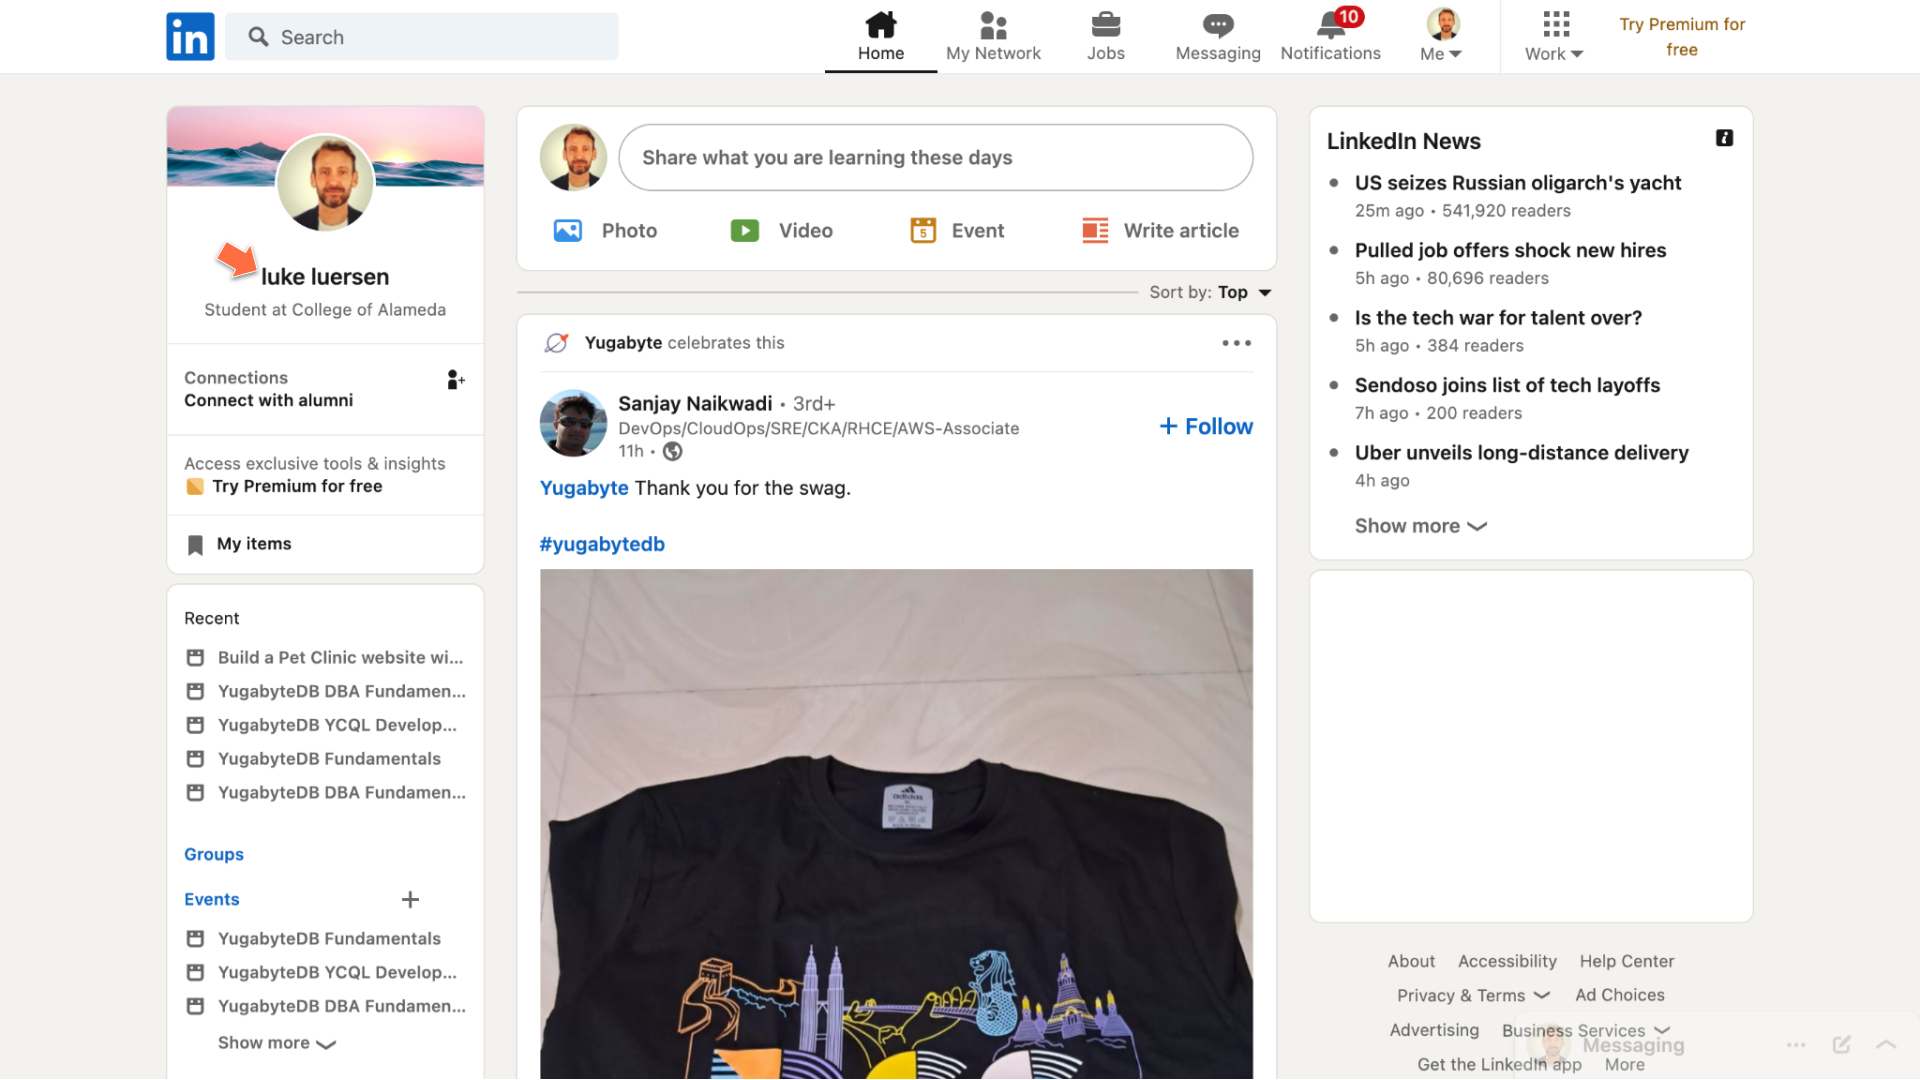 in
Search
Home
My Network
Jobs
Messaging
10
Notifications
Me
Work
Try Premium for
free
luke luersen
Student at College of Alameda
Connections
Connect with alumni
Access exclusive tools & insights
Try Premium for free
My items
Recent
Build a Pet Clinic website wi...
YugabyteDB DBA Fundamen...
YugabyteDB YCQL Develop...
YugabyteDB Fundamentals
YugabyteDB DBA Fundamen...
Groups
Events
YugabyteDB Fundamentals
YugabyteDB YCQL Develop...
YugabyteDB DBA Fundamen...
Show more
Share what you are learning these days
Photo
Video
5
Event
Write article
Sort by: Top
Yugabyte celebrates this
Sanjay Naikwadi • 3rd+
DevOps/CloudOps/SRE/CKA/RHCE/AWS-Associate
11h •
+ Follow
Yugabyte Thank you for the swag.
#yugabytedb
adidas
LinkedIn News
US seizes Russian oligarch's yacht
25m ago • 541,920 readers
Pulled job offers shock new hires
5h ago • 80,696 readers
Is the tech war for talent over?
5h ago • 384 readers
Sendoso joins list of tech layoffs
7h ago • 200 readers
Uber unveils long-distance delivery
4h ago
Show more
About Accessibility Help Center
Privacy & Terms Ad Choices
Advertising Business Services
Messaging
Get the LinkedIn app More